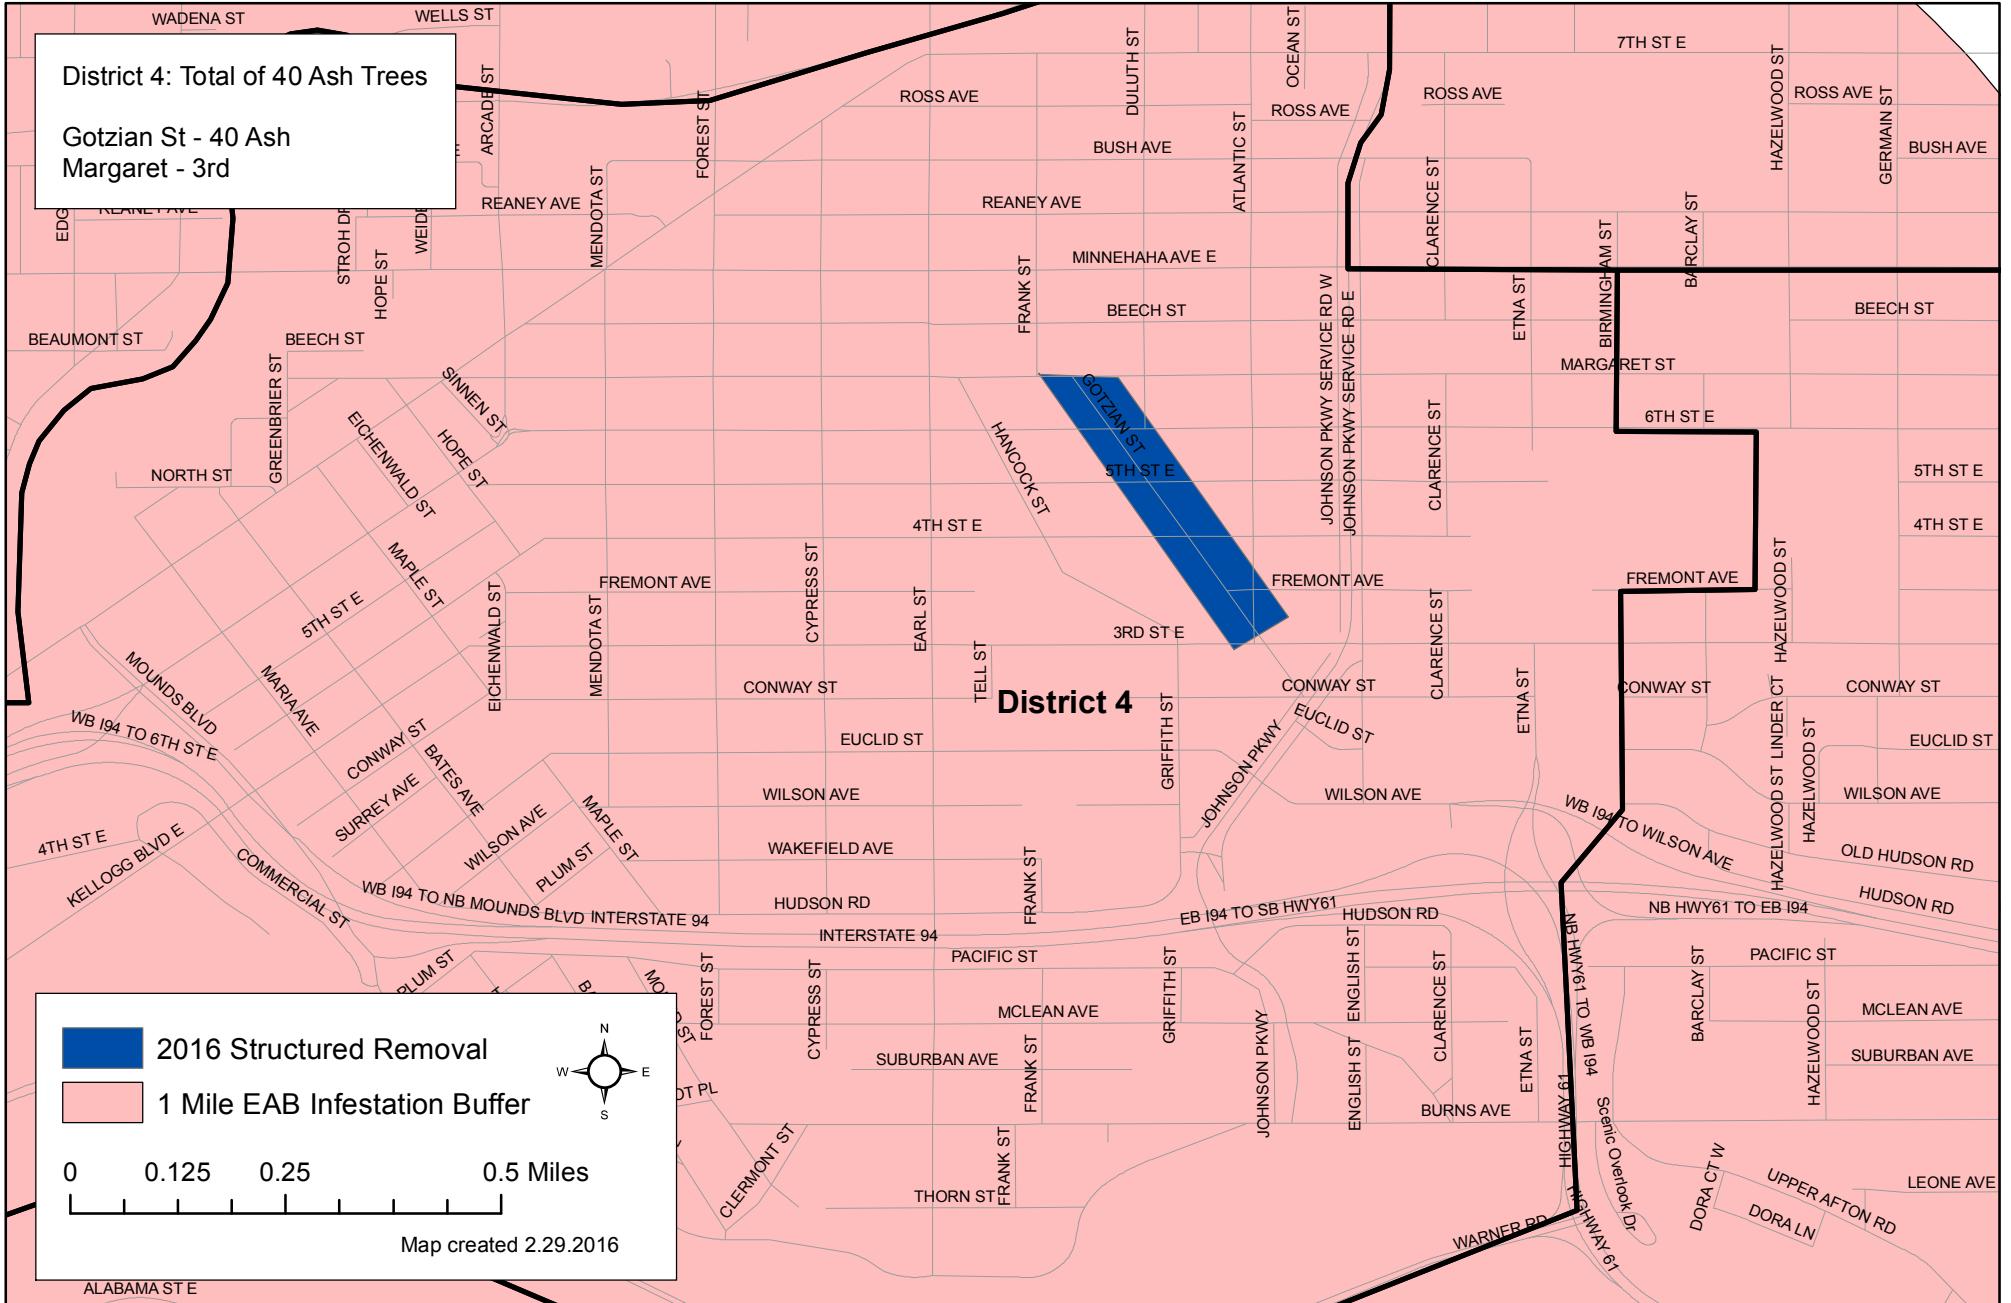 WADENA ST
WELLS ST
7TH ST E
OCEAN ST
DULUTH ST
HAZELWOOD ST
District 4: Total of 40 Ash Trees
Gotzian St - 40 Ash
Margaret - 3rd
ARCADE ST
FOREST ST
ROSS AVE
ROSS AVE
ROSS AVE
ROSS AVE
ATLANTIC ST
GERMAIN ST
BUSH AVE
BUSH AVE
CLARENCE ST
MENDOTA ST
REANEY AVE
REANEY AVE
REANEY AVE
STROH DR
HOPE ST
BARCLAY ST
BIRMINGHAM ST
MINNEHAHA AVE E
FRANK ST
JOHNSON PKWY SERVICE RD W
JOHNSON PKWY SERVICE RD E
ETNA ST
BEECH ST
BEECH ST
BEECH ST
BEAUMONT ST
GREENBRIER ST
SINNEN ST
MARGARET ST
GOTZIAN ST
6TH ST E
EICHENWALD ST
HOPE ST
HANCOCK ST
CLARENCE ST
NORTH ST
5TH ST E
5TH ST E
4TH ST E
4TH ST E
MAPLE ST
CYPRESS ST
FREMONT AVE
FREMONT AVE
FREMONT AVE
HAZELWOOD ST
5TH ST E
EICHENWALD ST
MENDOTA ST
EARL ST
3RD ST E
CLARENCE ST
MOUNDS BLVD
MARIA AVE
TELL ST
CONWAY ST
CONWAY ST
CONWAY ST
CONWAY ST
District 4
GRIFFITH ST
ETNA ST
HAZELWOOD ST LINDER CT
HAZELWOOD ST
WB I94 TO 6TH ST E
CONWAY ST
BATES AVE
EUCLID ST
EUCLID ST
EUCLID ST
JOHNSON PKWY
SURREY AVE
WILSON AVE
WILSON AVE
WILSON AVE
WILSON AVE
MAPLE ST
WB I94 TO WILSON AVE
4TH ST E
KELLOGG BLVD E
COMMERCIAL ST
PLUM ST
WAKEFIELD AVE
OLD HUDSON RD
HUDSON RD
WB I94 TO NB MOUNDS BLVD
INTERSTATE 94
HUDSON RD
FRANK ST
INTERSTATE 94
EB I94 TO SB HWY61
HUDSON RD
NB HWY61 TO EB I94
NB HWY61 TO WB I94
PLUM ST
FOREST ST
CYPRESS ST
PACIFIC ST
GRIFFITH ST
ENGLISH ST
CLARENCE ST
BARCLAY ST
PACIFIC ST
HAZELWOOD ST
MCLEAN AVE
MCLEAN AVE
2016 Structured Removal
1 Mile EAB Infestation Buffer
N
W
E
S
SUBURBAN AVE
SUBURBAN AVE
FRANK ST
JOHNSON PKWY
ENGLISH ST
ETNA ST
BURNS AVE
HIGHWAY 61
Scenic Overlook Dr
CLERMONT ST
FRANK ST
THORN ST
DORA CT W
UPPER AFTON RD
LEONE AVE
DORA LN
WARNER RD
HIGHWAY 61
0 0.125 0.25 0.5 Miles
Map created 2.29.2016
ALABAMA ST E